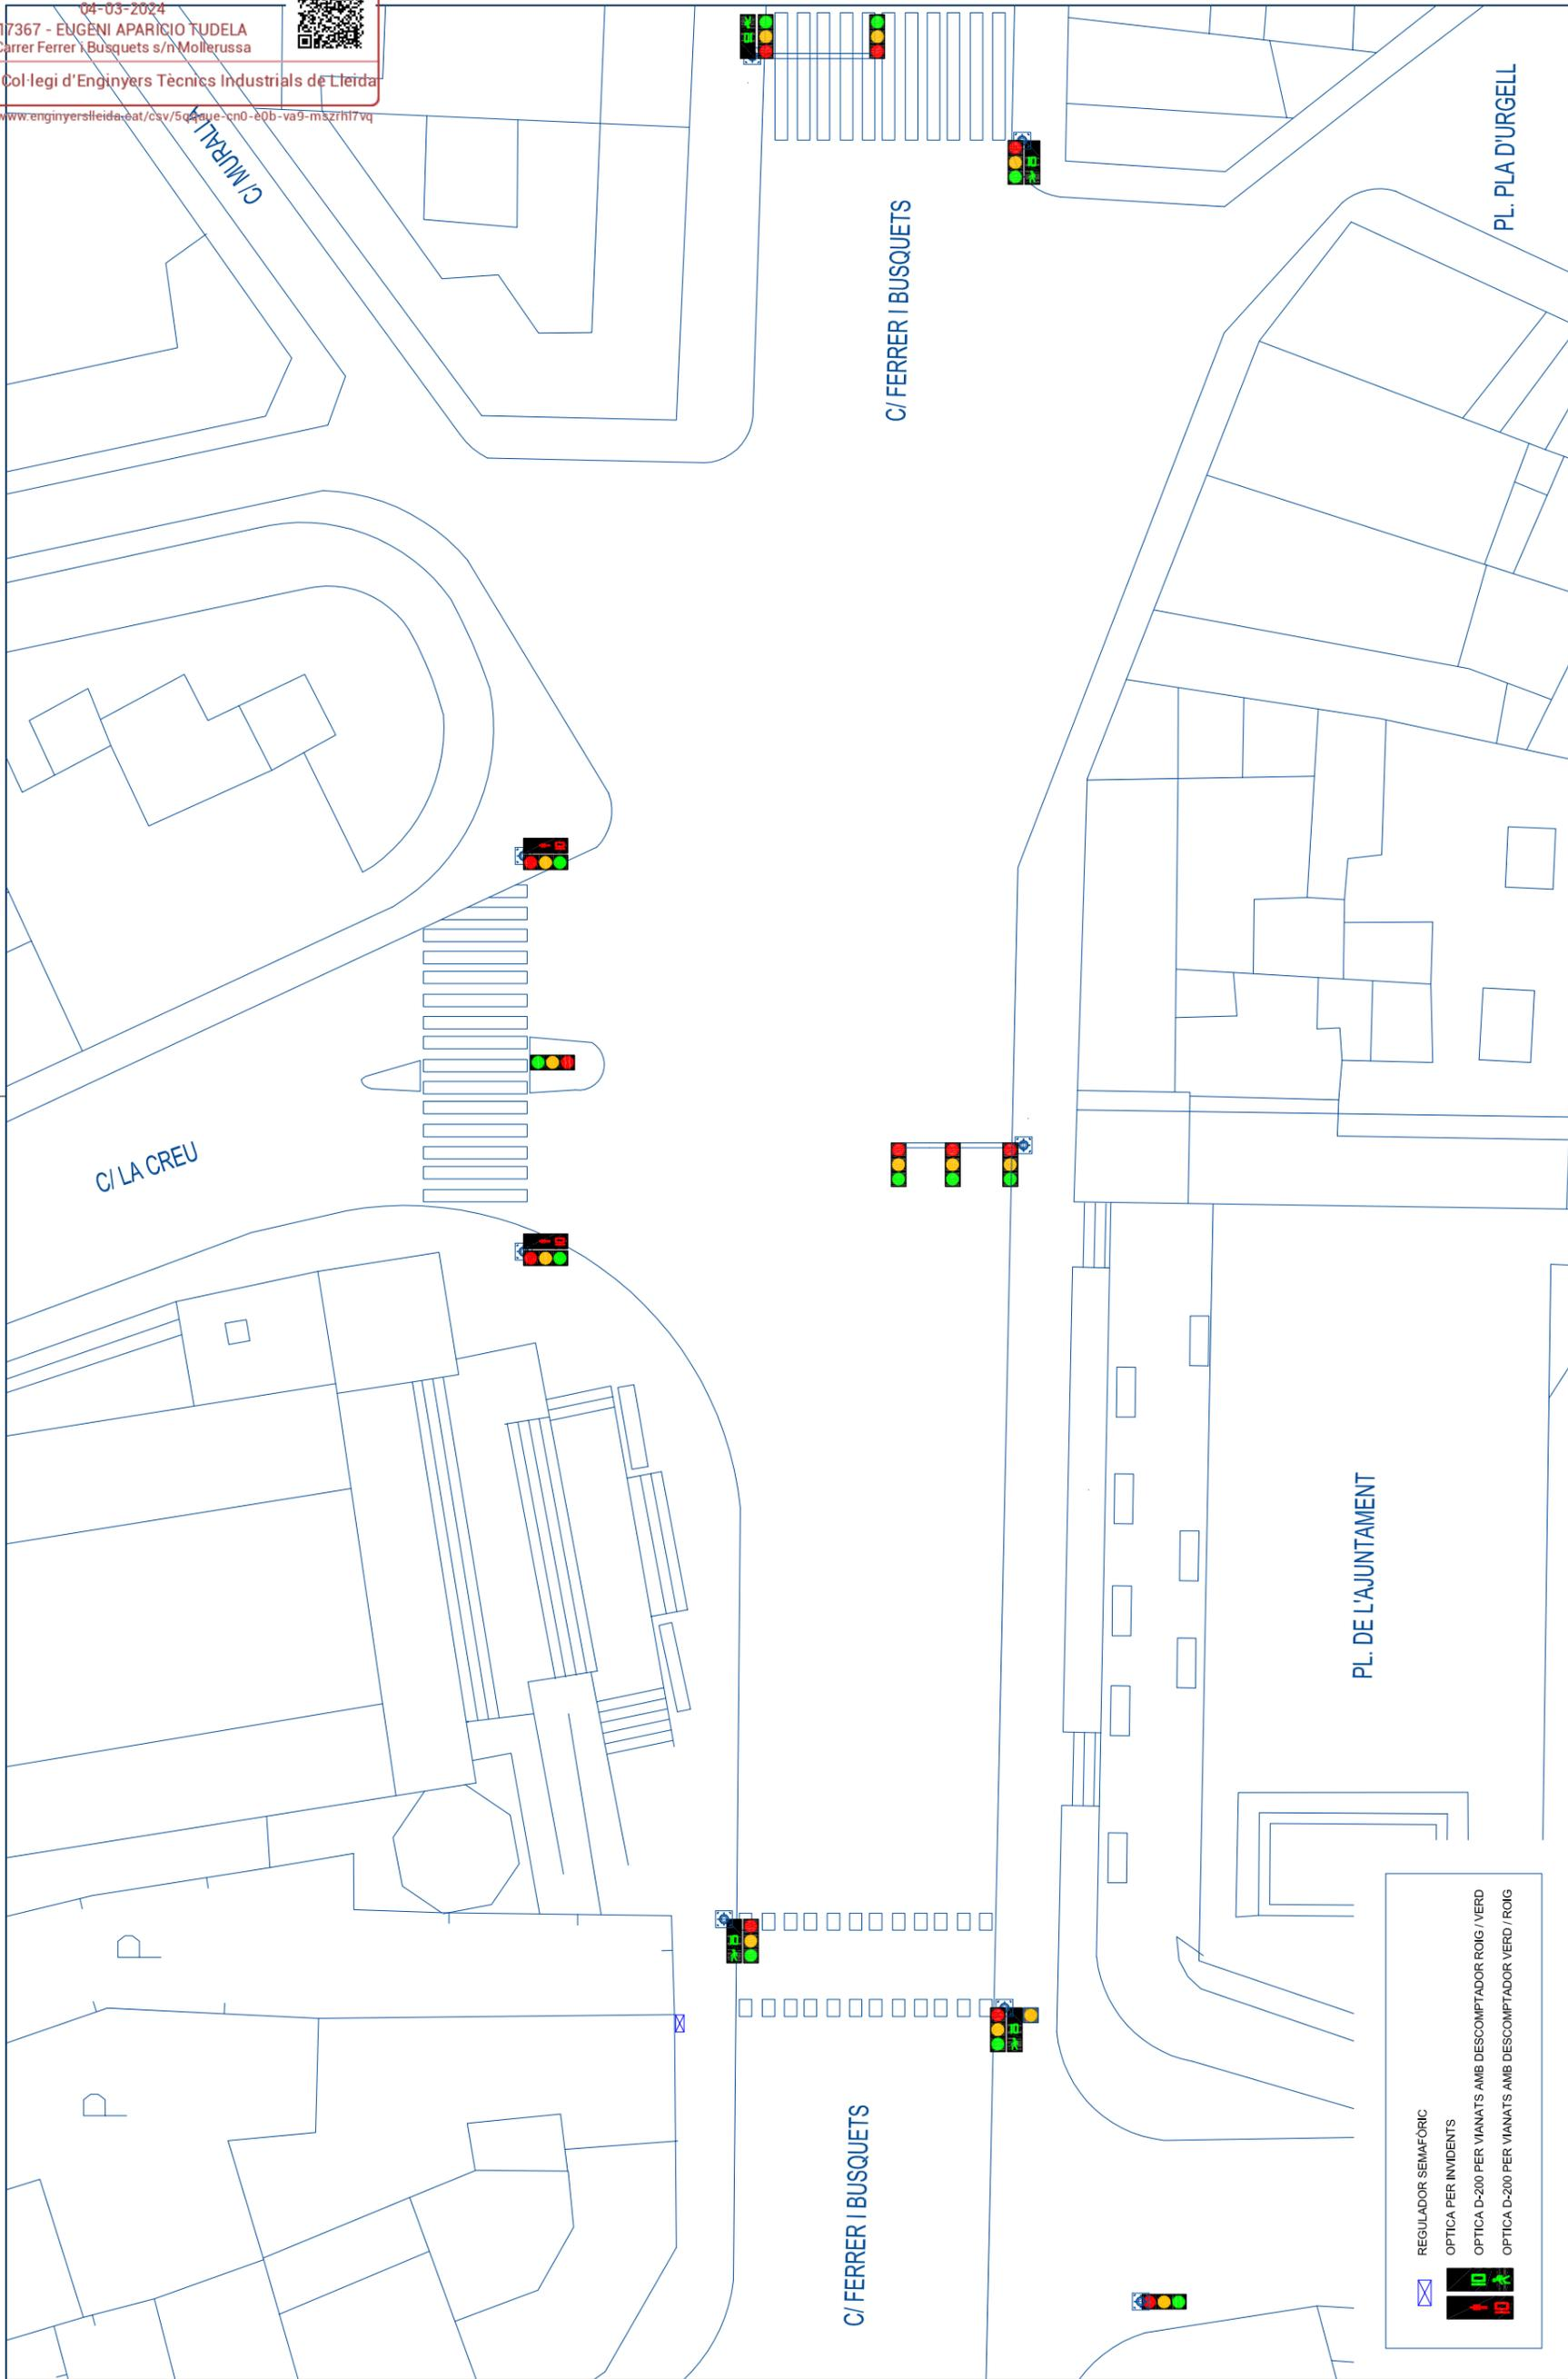 04-03-2024
17367 - EUGENI APARICIO TUDELA
Carrer Ferrer i Busquets s/n Mollerussa
Col·legi d'Enginyers Tècnics Industrials de Lleida
C/ MURALLA
C/ FERRER I BUSQUETS
PL. PLA D'URGELL
C/ LA CREU
PL. DE L'AJUNTAMENT
P
P
C/ FERRER I BUSQUETS
REGULADOR SEMAFÒRIC
OPTICA PER INVIDENTS
OPTICA D-200 PER VIANATS AMB DESCOMPTADOR ROIG / VERD
OPTICA D-200 PER VIANATS AMB DESCOMPTADOR VERD / ROIG